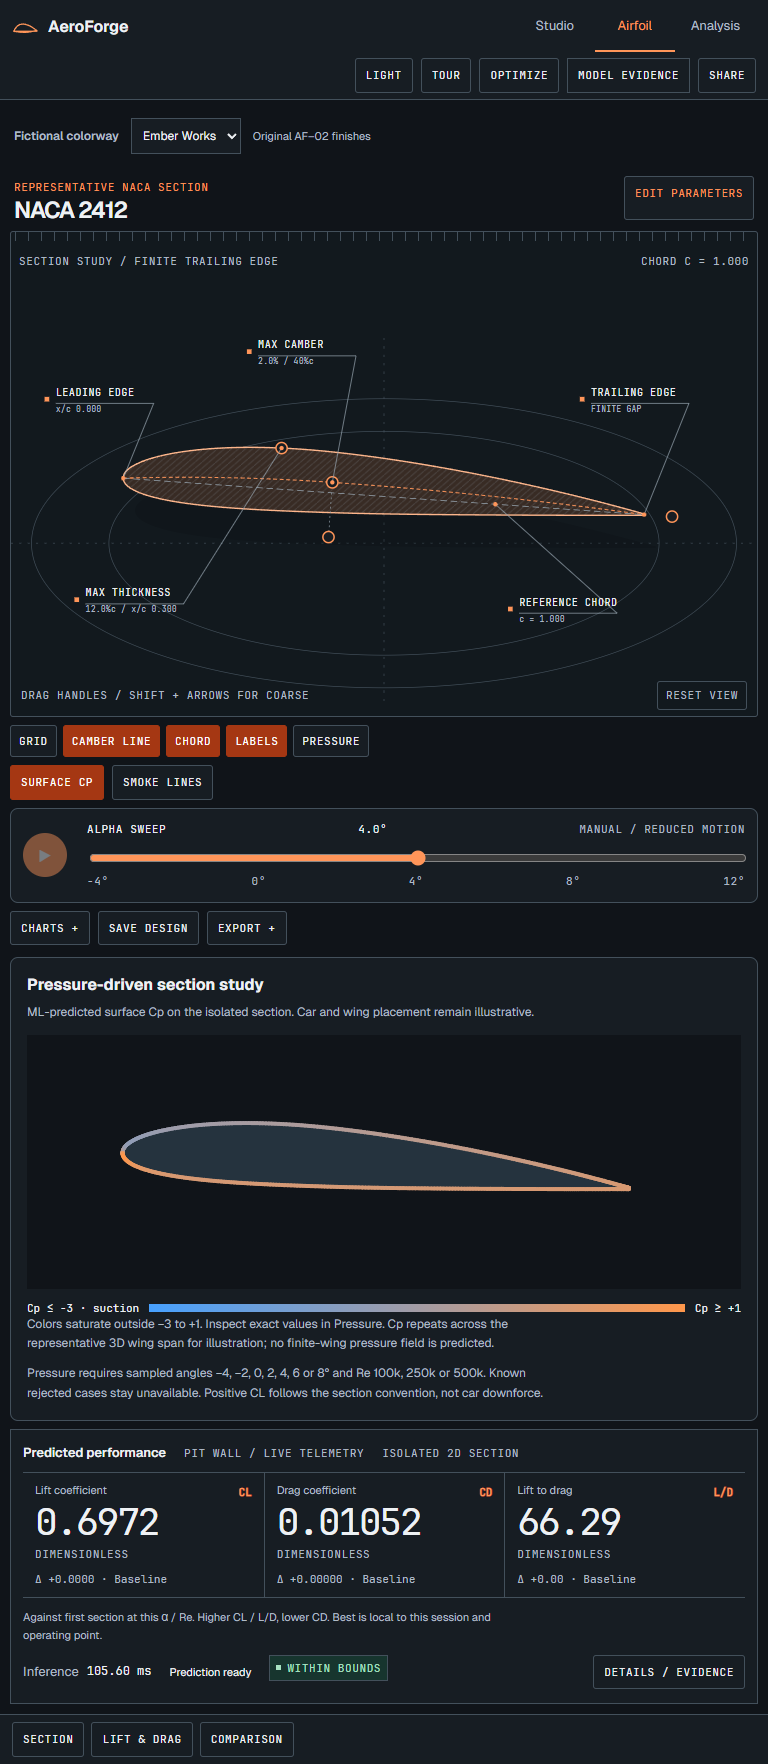 AeroForge
Studio Airfoil Analysis
LIGHT TOUR OPTIMIZE MODEL EVIDENCE SHARE
Fictional colorway Ember Works Original AF-02 finishes
REPRESENTATIVE NACA SECTION
NACA 2412
EDIT PARAMETERS
SECTION STUDY / FINITE TRAILING EDGE CHORD C = 1.000
MAX CAMBER
2.0% / 40%c
LEADING EDGE
x/c 0.000
TRAILING EDGE
FINITE GAP
MAX THICKNESS
12.0%c / x/c 0.300
REFERENCE CHORD
c = 1.000
DRAG HANDLES / SHIFT + ARROWS FOR COARSE RESET VIEW
GRID CAMBER LINE CHORD LABELS PRESSURE
SURFACE CP SMOKE LINES
ALPHA SWEEP 4.0° MANUAL / REDUCED MOTION
-4° 0° 4° 8° 12°
CHARTS + SAVE DESIGN EXPORT +
Pressure-driven section study
ML-predicted surface Cp on the isolated section. Car and wing placement remain illustrative.
Cp ≤ -3 · suction Cp ≥ +1
Colors saturate outside −3 to +1. Inspect exact values in Pressure. Cp repeats across the
representative 3D wing span for illustration; no finite-wing pressure field is predicted.
Pressure requires sampled angles −4, −2, 0, 2, 4, 6 or 8° and Re 100k, 250k or 500k. Known
rejected cases stay unavailable. Positive CL follows the section convention, not car downforce.
Predicted performance PIT WALL / LIVE TELEMETRY ISOLATED 2D SECTION
Lift coefficient CL
0.6972
DIMENSIONLESS
Δ +0.0000 · Baseline
Drag coefficient CD
0.01052
DIMENSIONLESS
Δ +0.00000 · Baseline
Lift to drag L/D
66.29
DIMENSIONLESS
Δ +0.00 · Baseline
Against first section at this α / Re. Higher CL / L/D, lower CD. Best is local to this session and
operating point.
Inference 105.60 ms Prediction ready WITHIN BOUNDS DETAILS / EVIDENCE
SECTION LIFT & DRAG COMPARISON